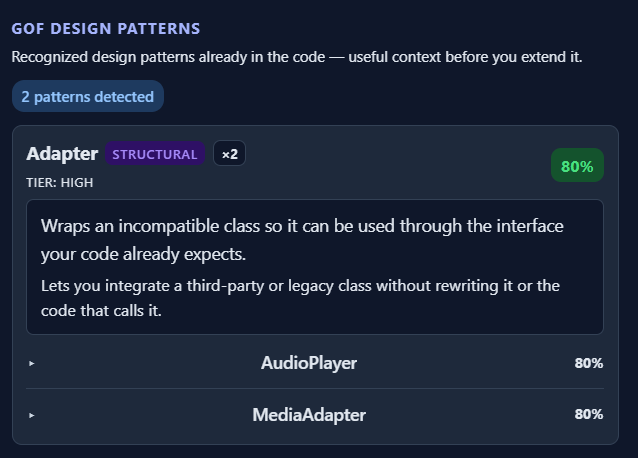 GOF DESIGN PATTERNS
Recognized design patterns already in the code — useful context before you extend it.
2 patterns detected
Adapter STRUCTURAL ×2
80%
TIER: HIGH
Wraps an incompatible class so it can be used through the interface
your code already expects.
Lets you integrate a third-party or legacy class without rewriting it or the
code that calls it.
AudioPlayer 80%
MediaAdapter 80%